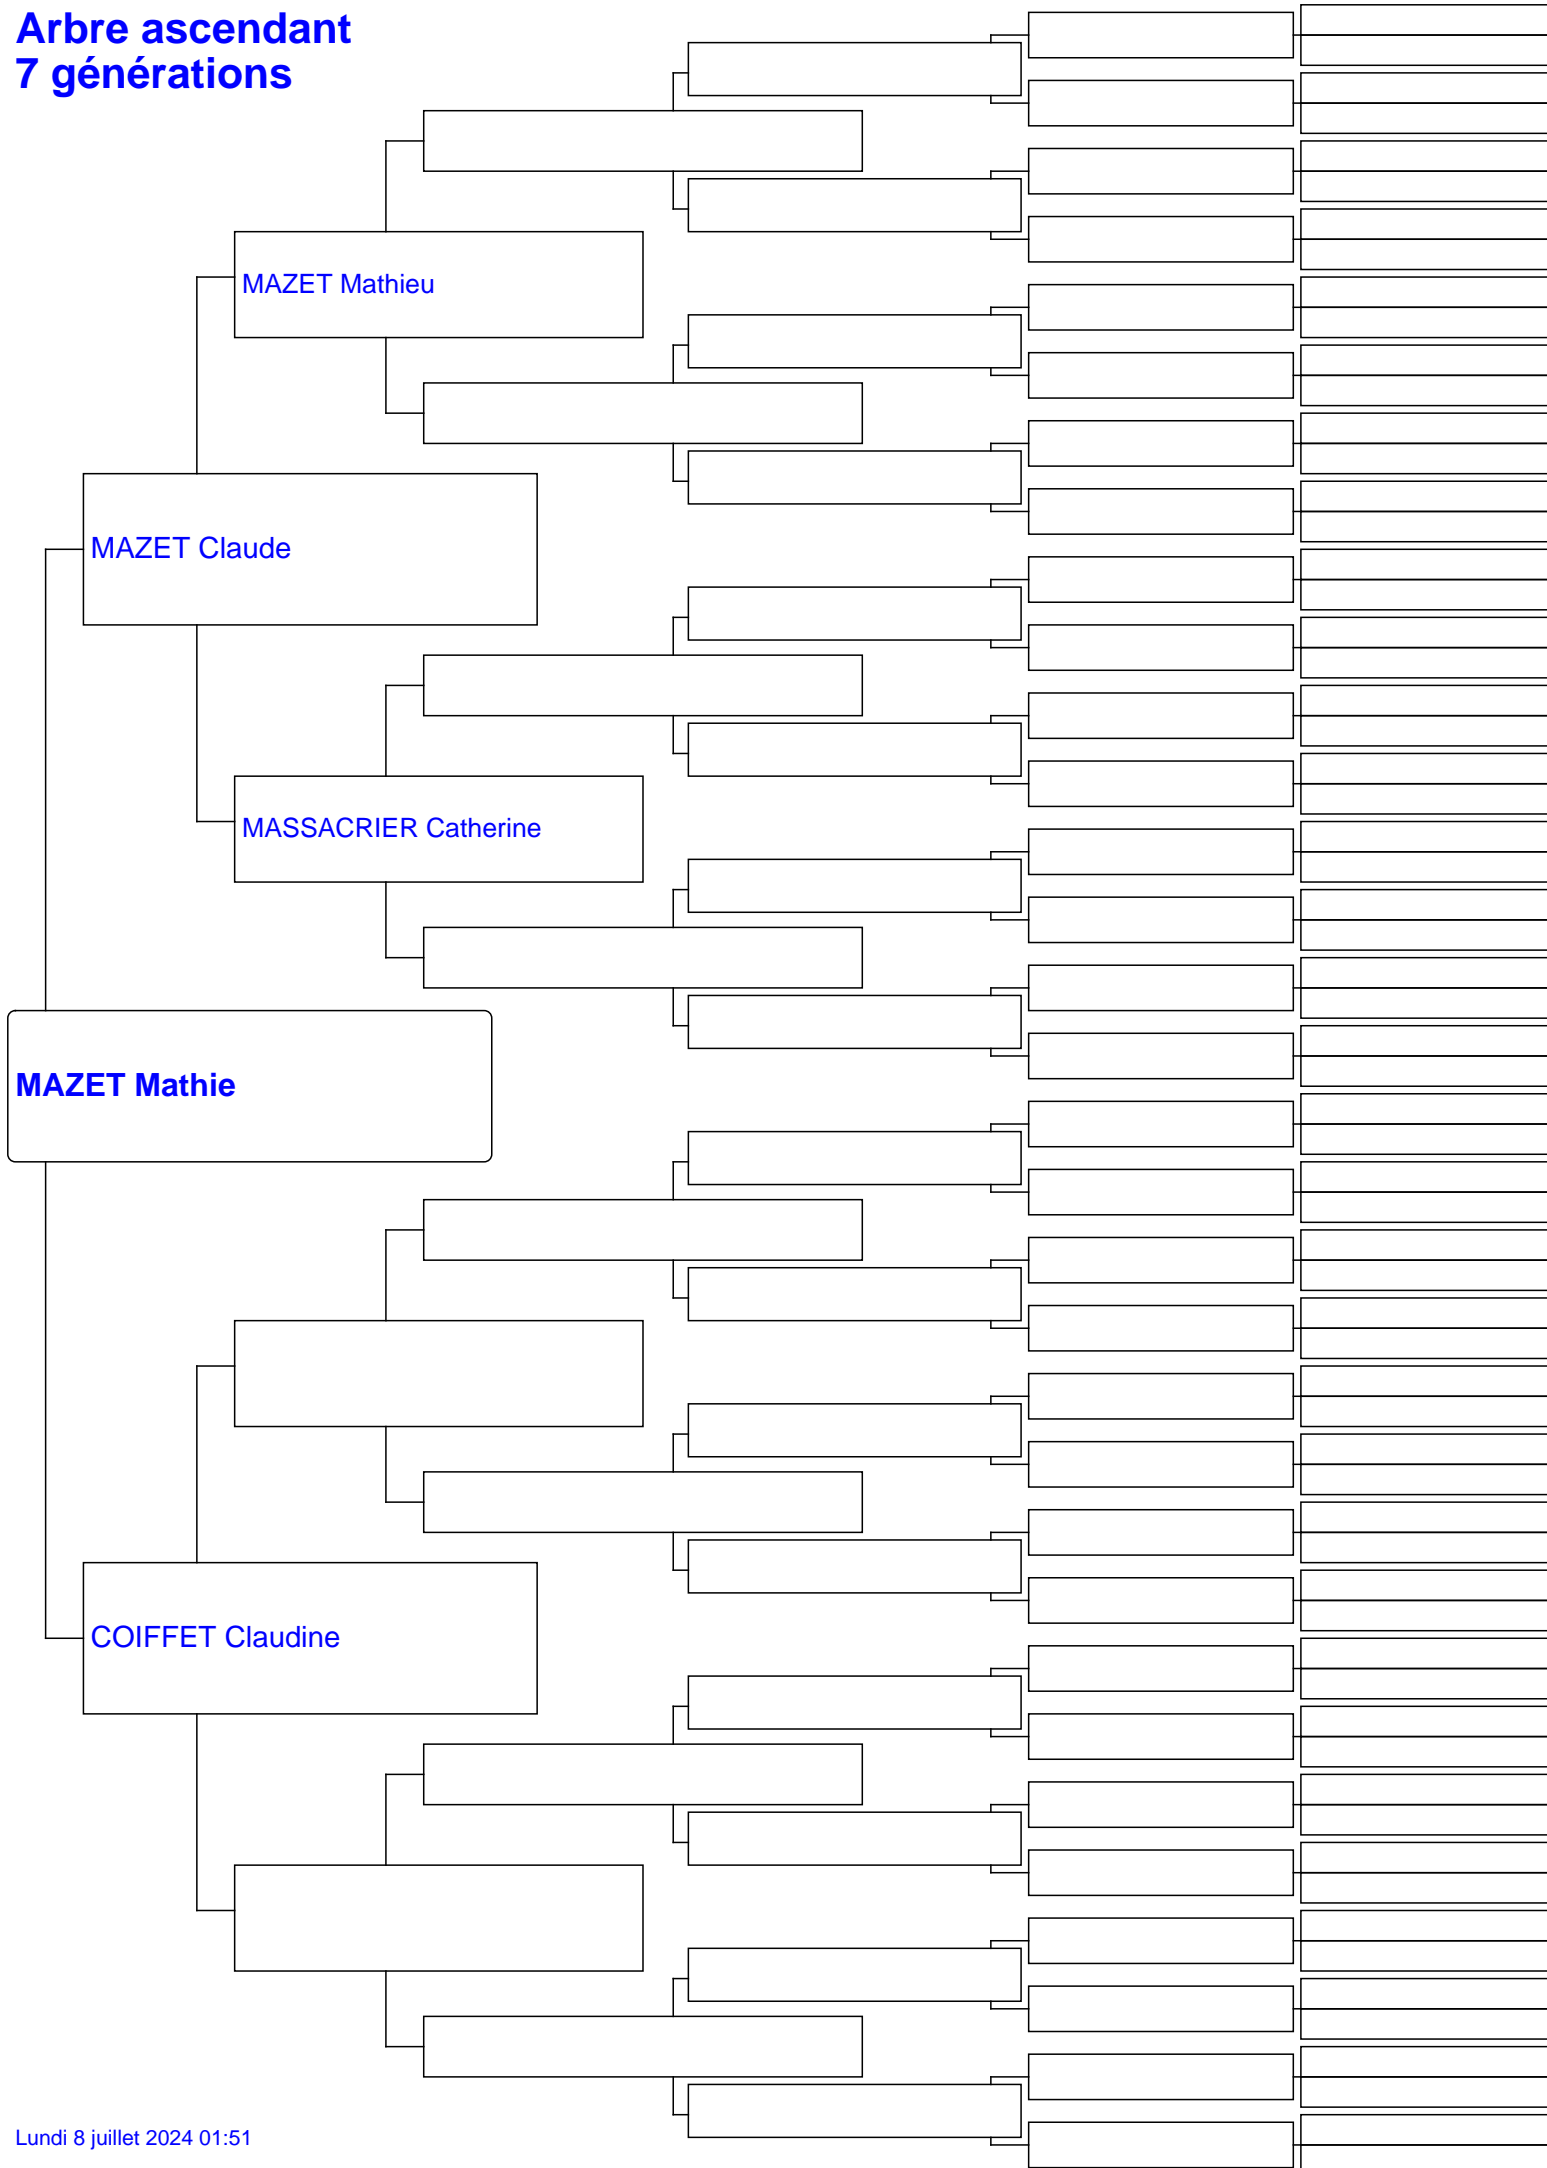 Arbre ascendant
7 générations
MAZET Mathieu
MAZET Claude
MASSACRIER Catherine
MAZET Mathie
COIFFET Claudine
Lundi 8 juillet 2024 01:51